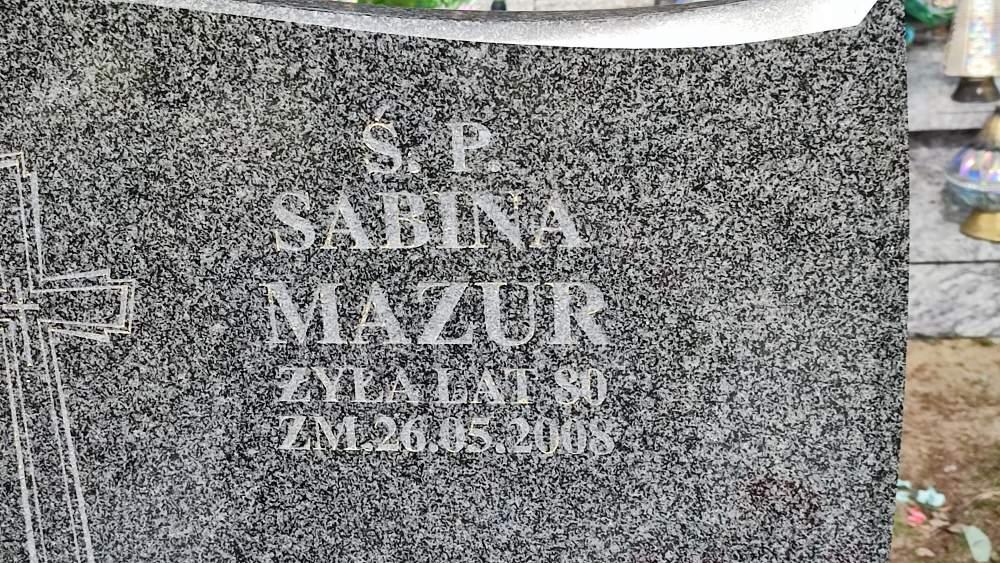 Ś. P.
SABINA
MAZUR
ŻYŁA LAT 80
ZM.26.05.2008